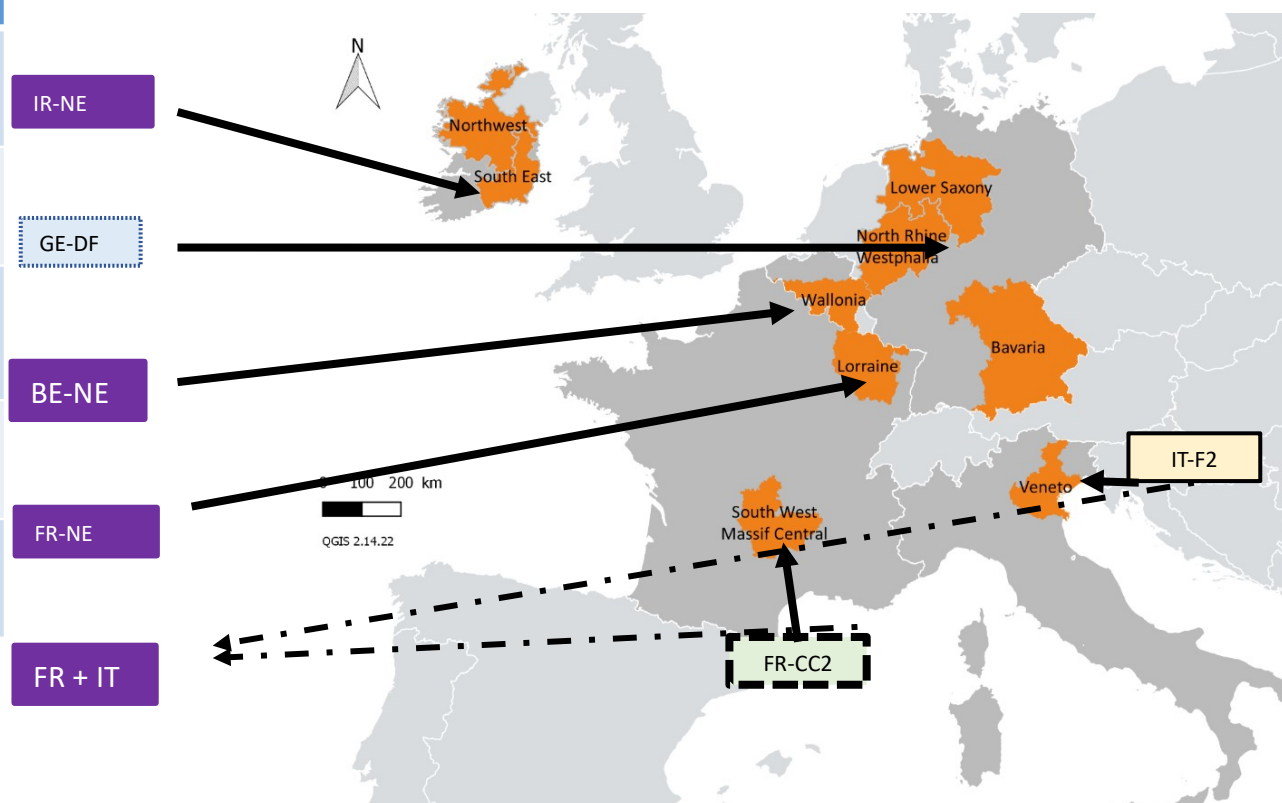 N
IR-NE
Northwest
South East
Lower Saxony
GE-DF
North Rhine
Westphalia
Wallonia
BE-NE
Bavaria
Lorraine
IT-F2
0 100 200 km
Veneto
FR-NE
South West
Massif Central
QGIS 2.14.22
FR + IT
FR-CC2